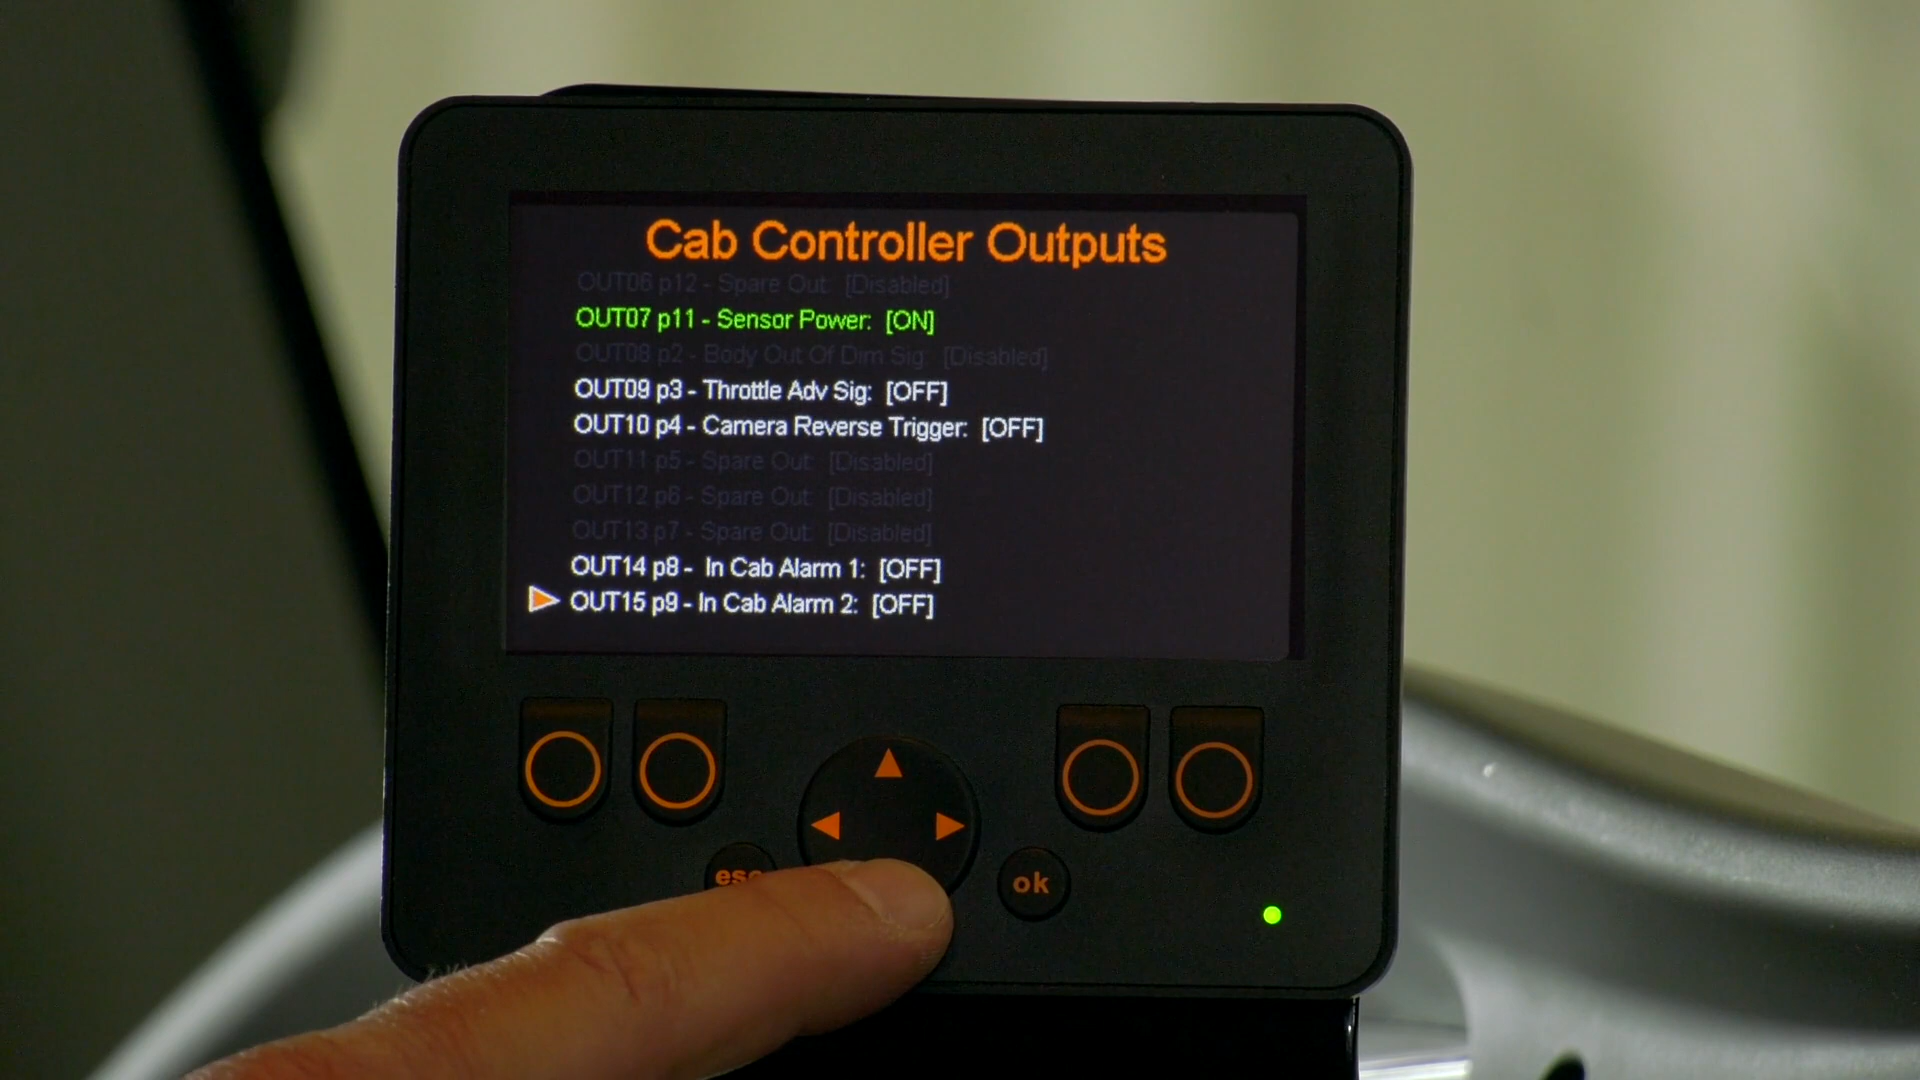 Cab Controller Outputs
OUT06 p12 - Spare Out: [Disabled]
OUT07 p11 - Sensor Power: [ON]
OUT08 p2 - Body Out Of Dim Sig: [Disabled]
OUT09 p3 - Throttle Adv Sig: [OFF]
OUT10 p4 - Camera Reverse Trigger: [OFF]
OUT11 p5 - Spare Out: [Disabled]
OUT12 p6 - Spare Out: [Disabled]
OUT13 p7 - Spare Out: [Disabled]
OUT14 p8 - In Cab Alarm 1: [OFF]
OUT15 p9 - In Cab Alarm 2: [OFF]
esc
ok